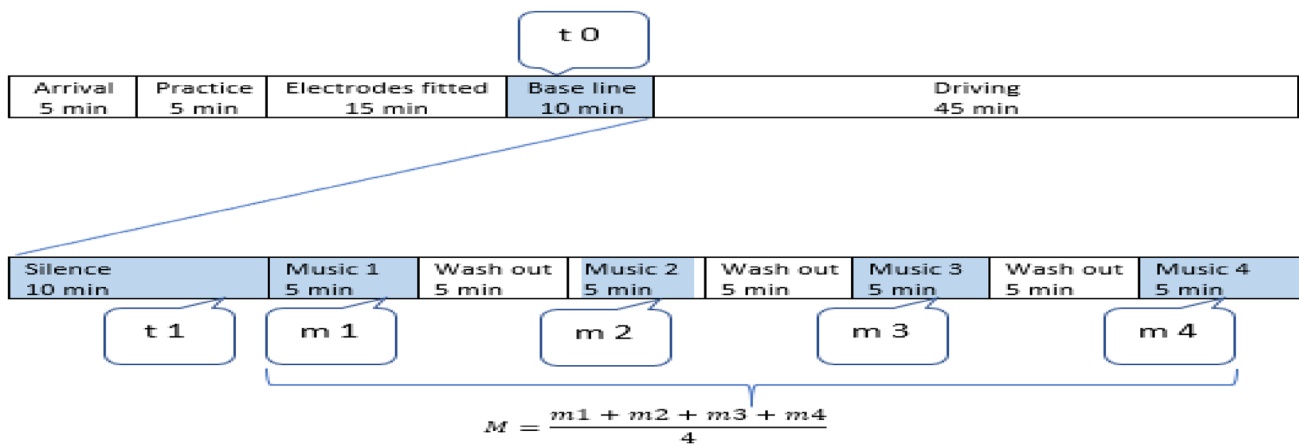 t 0
Arrival Practice Electrodes fitted Base line Driving
5 min 5 min 15 min 10 min 45 min
Silence Music 1 Wash out Music 2 Wash out Music 3 Wash out Music 4
10 min 5 min 5 min 5 min 5 min 5 min 5 min 5 min
t 1 m 1 m 2 m 3 m 4
M = (m1 + m2 + m3 + m4)/4